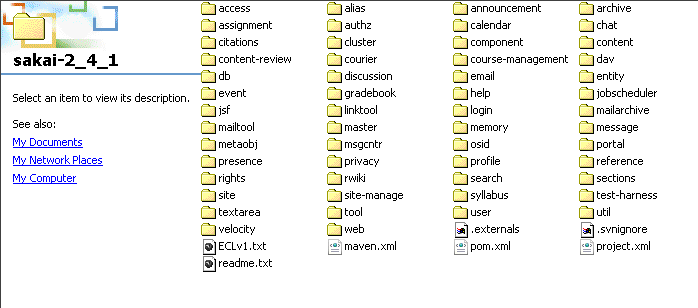 sakai-2_4_1
Select an item to view its description.
See also:
My Documents
My Network Places
My Computer
access alias announcement archive
assignment authz calendar chat
citations cluster component content
content-review courier course-management dav
db discussion email entity
event gradebook help jobscheduler
jsf linktool login mailarchive
mailtool master memory message
metaobj msgcntr osid portal
presence privacy profile reference
rights rwiki search sections
site site-manage syllabus test-harness
textarea tool user util
velocity web .externals .svnignore
ECLv1.txt maven.xml pom.xml project.xml
readme.txt